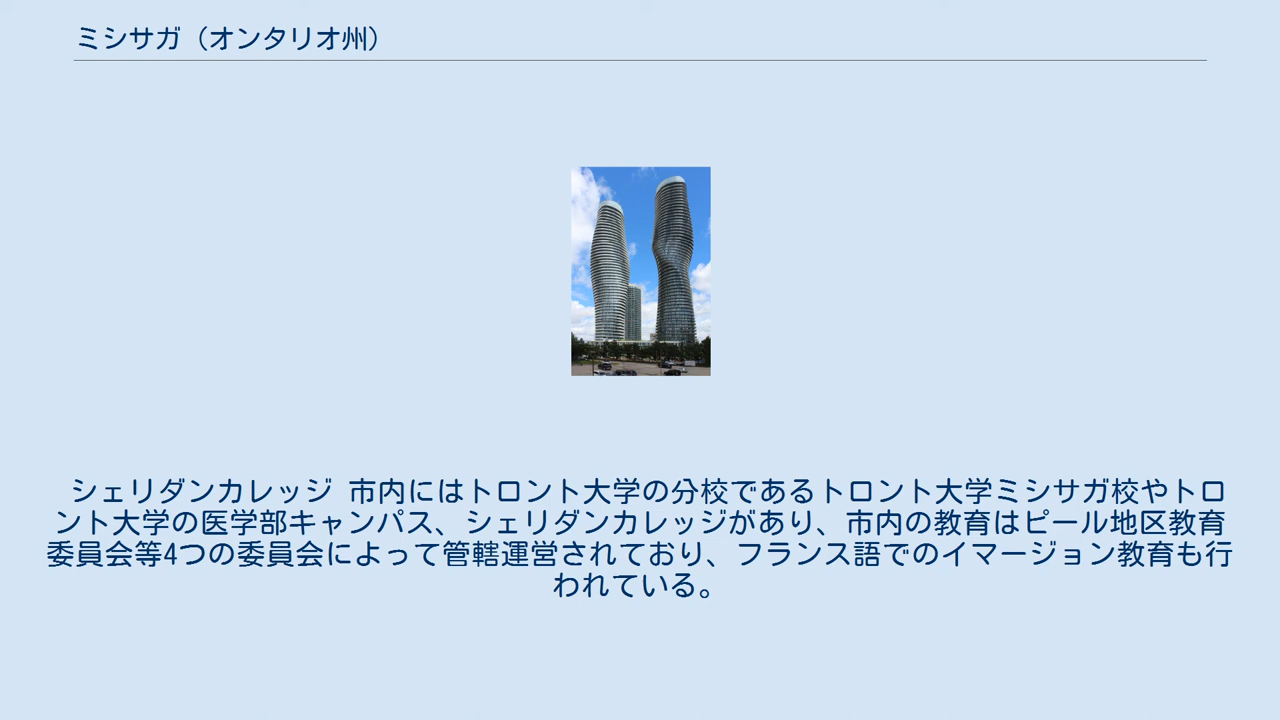 ミシサガ（オンタリオ州）
シェリダンカレッジ 市内にはトロント大学の分校であるトロント大学ミシサガ校やトロ
ント大学の医学部キャンパス、シェリダンカレッジがあり、市内の教育はピール地区教育
委員会等4つの委員会によって管轄運営されており、フランス語でのイマージョン教育も行
われている。